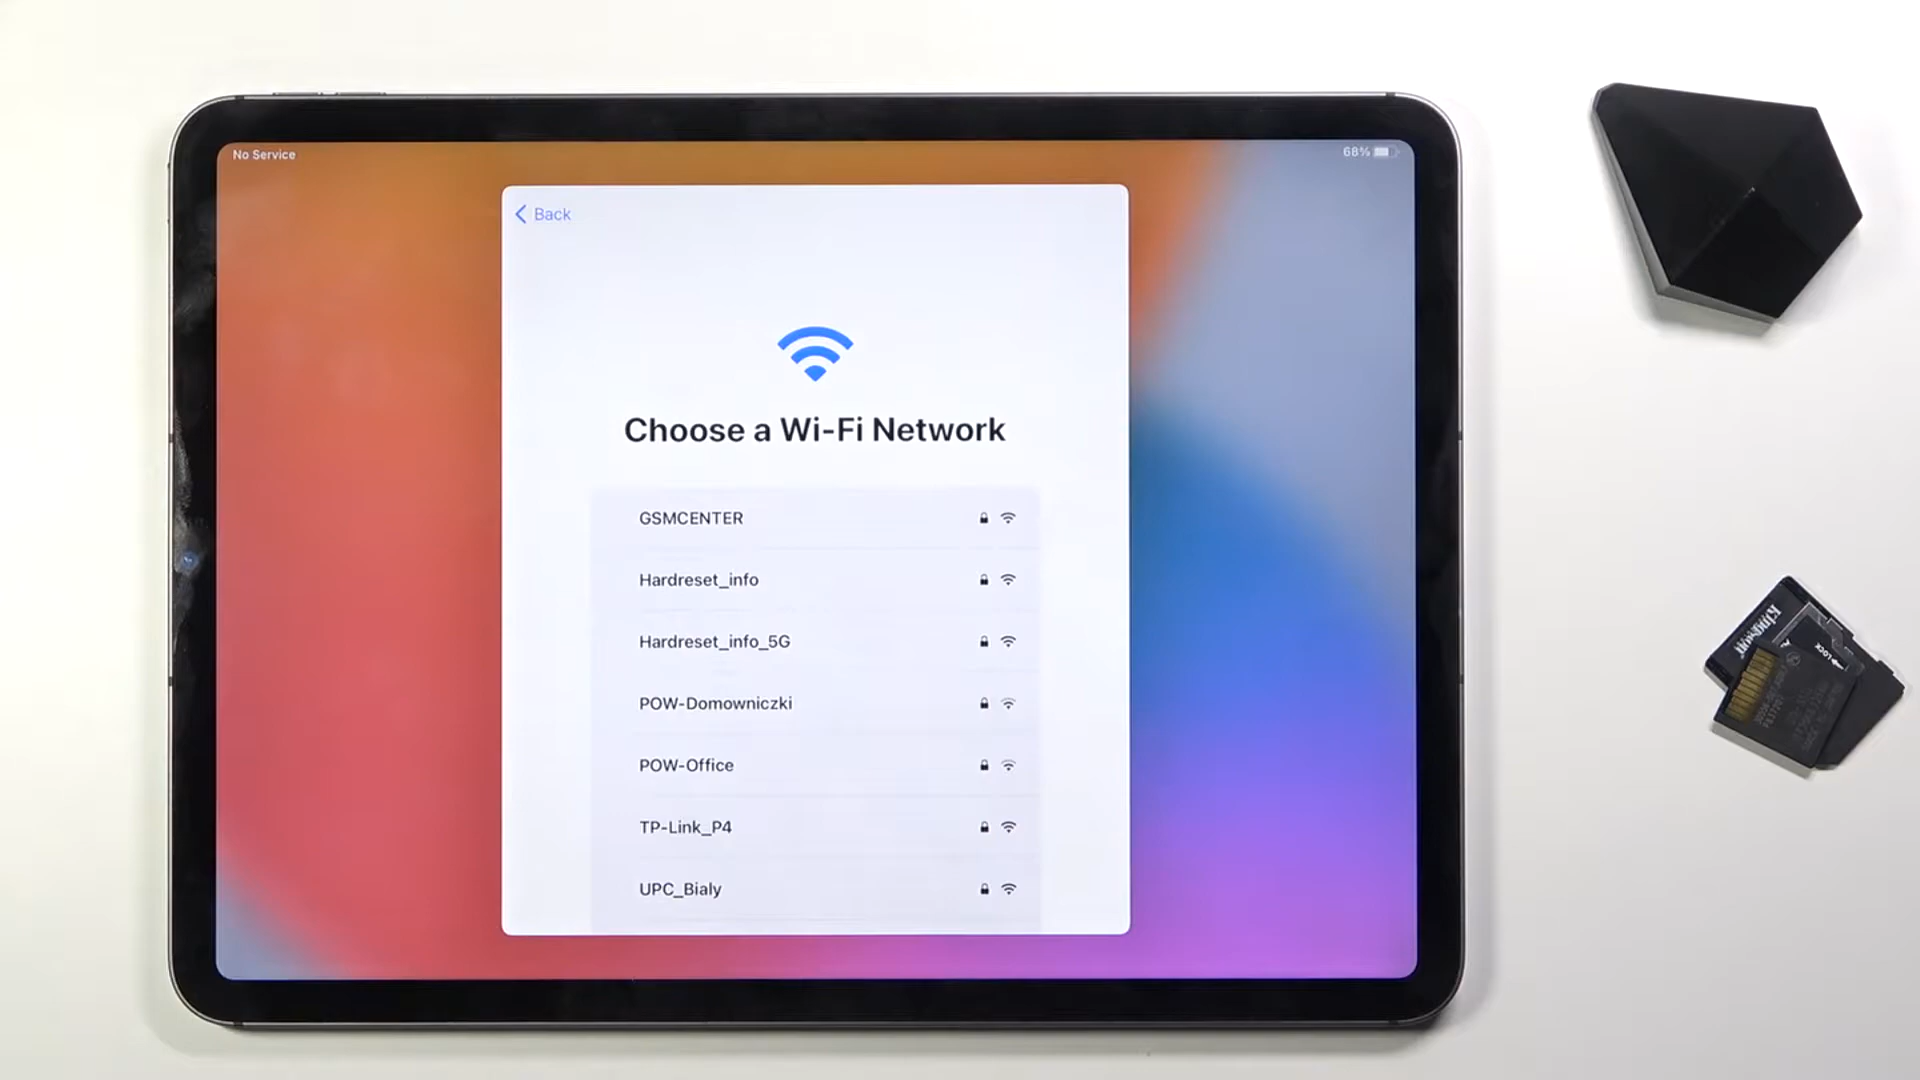 No Service
68%
Back
Choose a Wi-Fi Network
GSMCENTER
Hardreset_info
Hardreset_info_5G
POW-Domowniczki
POW-Office
TP-Link_P4
UPC_Bialy
Kingston
LOCK